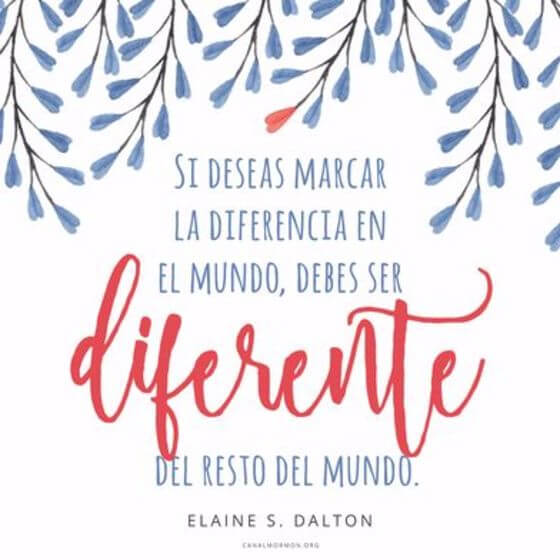 Si deseas marcar
la diferencia en
el mundo, debes ser
diferente
del resto del mundo.
ELAINE S. DALTON
CANALMORMON.ORG